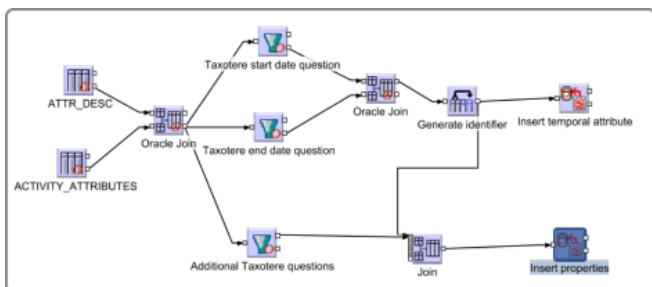 Taxotere start date question
ATTR_DESC
Oracle Join
Oracle Join
Generate identifier
Insert temporal attribute
Taxotere end date question
ACTIVITY_ATTRIBUTES
Additional Taxotere questions
Join
Insert properties